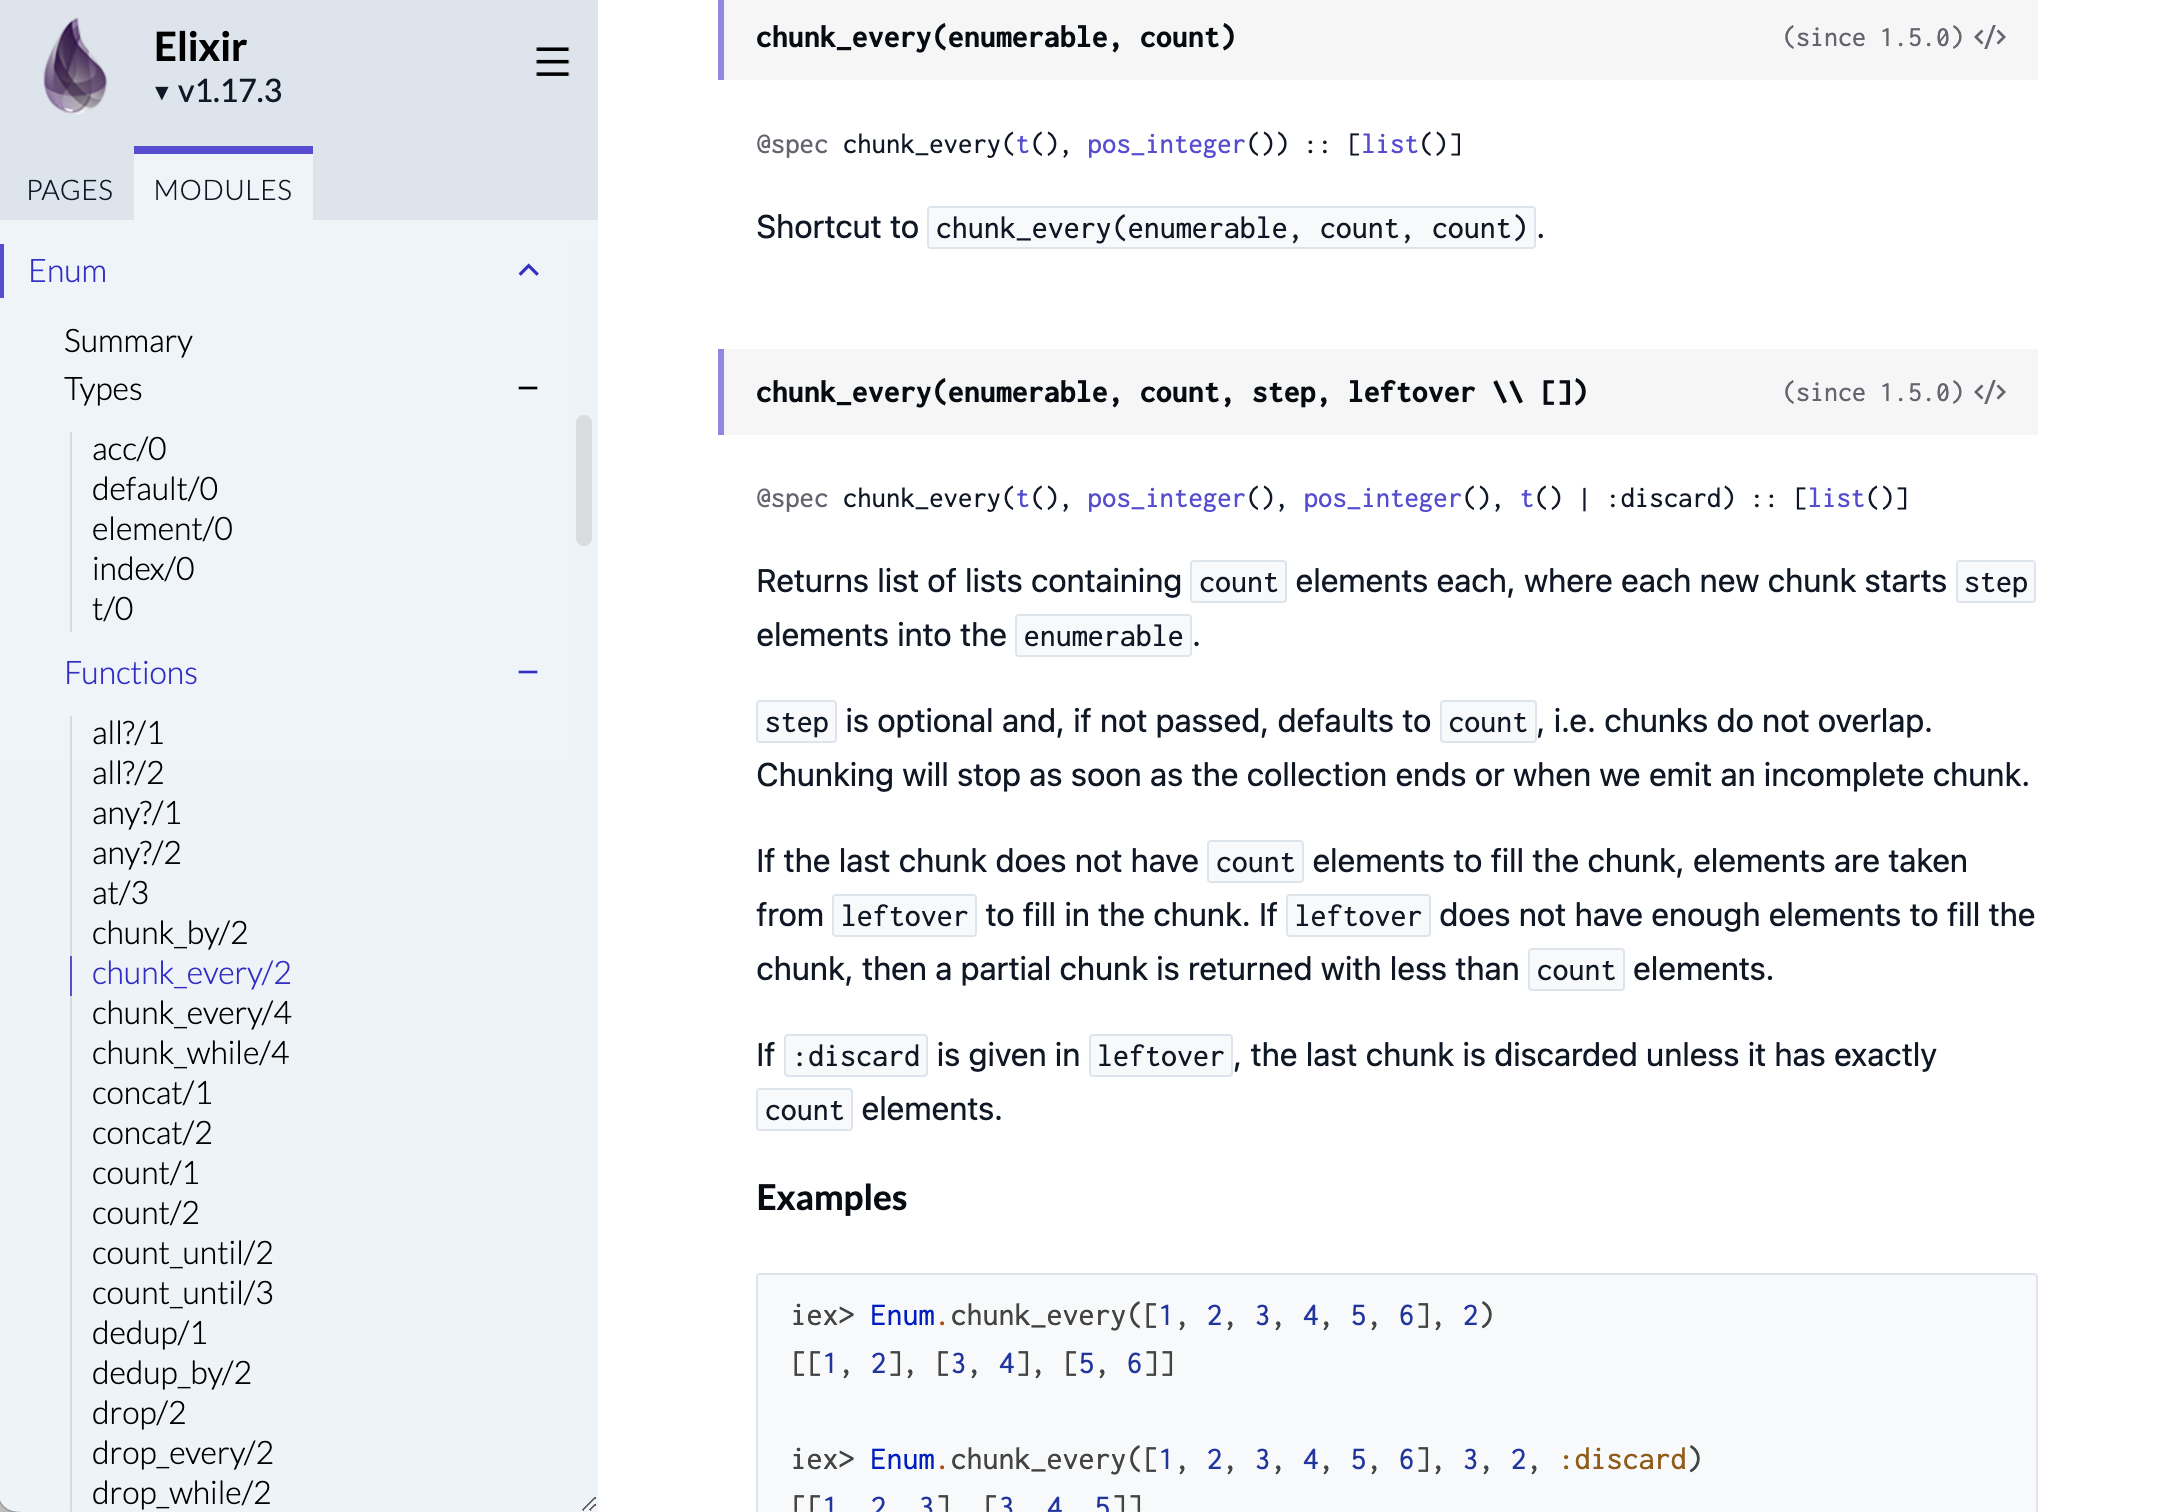 Elixir
▼ v1.17.3
PAGES
MODULES
Enum
Summary
Types
acc/0
default/0
element/0
index/0
t/0
Functions
all?/1
all?/2
any?/1
any?/2
at/3
chunk_by/2
chunk_every/2
chunk_every/4
chunk_while/4
concat/1
concat/2
count/1
count/2
count_until/2
count_until/3
dedup/1
dedup_by/2
drop/2
drop_every/2
drop_while/2
chunk_every(enumerable, count) (since 1.5.0) </>
@spec chunk_every(t(), pos_integer()) :: [list()]
Shortcut to chunk_every(enumerable, count, count).
chunk_every(enumerable, count, step, leftover \\ []) (since 1.5.0) </>
@spec chunk_every(t(), pos_integer(), pos_integer(), t() | :discard) :: [list()]
Returns list of lists containing count elements each, where each new chunk starts step
elements into the enumerable.
step is optional and, if not passed, defaults to count, i.e. chunks do not overlap.
Chunking will stop as soon as the collection ends or when we emit an incomplete chunk.
If the last chunk does not have count elements to fill the chunk, elements are taken
from leftover to fill in the chunk. If leftover does not have enough elements to fill the
chunk, then a partial chunk is returned with less than count elements.
If :discard is given in leftover, the last chunk is discarded unless it has exactly
count elements.
Examples
iex> Enum.chunk_every([1, 2, 3, 4, 5, 6], 2)
[[1, 2], [3, 4], [5, 6]]
iex> Enum.chunk_every([1, 2, 3, 4, 5, 6], 3, 2, :discard)
[[1, 2, 3], [3, 4, 5]]